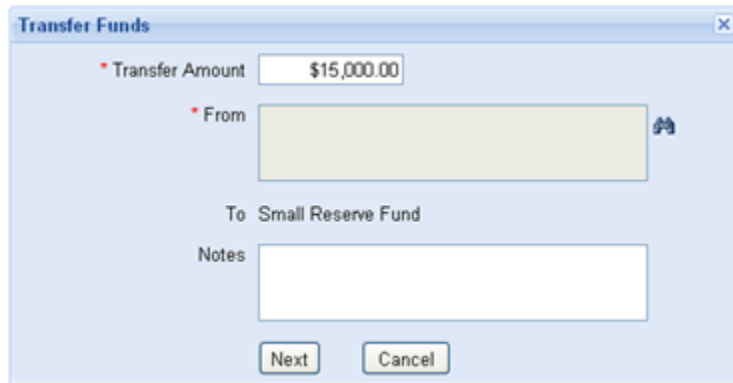 Transfer Funds
* Transfer Amount $15,000.00
* From
To Small Reserve Fund
Notes
Next Cancel